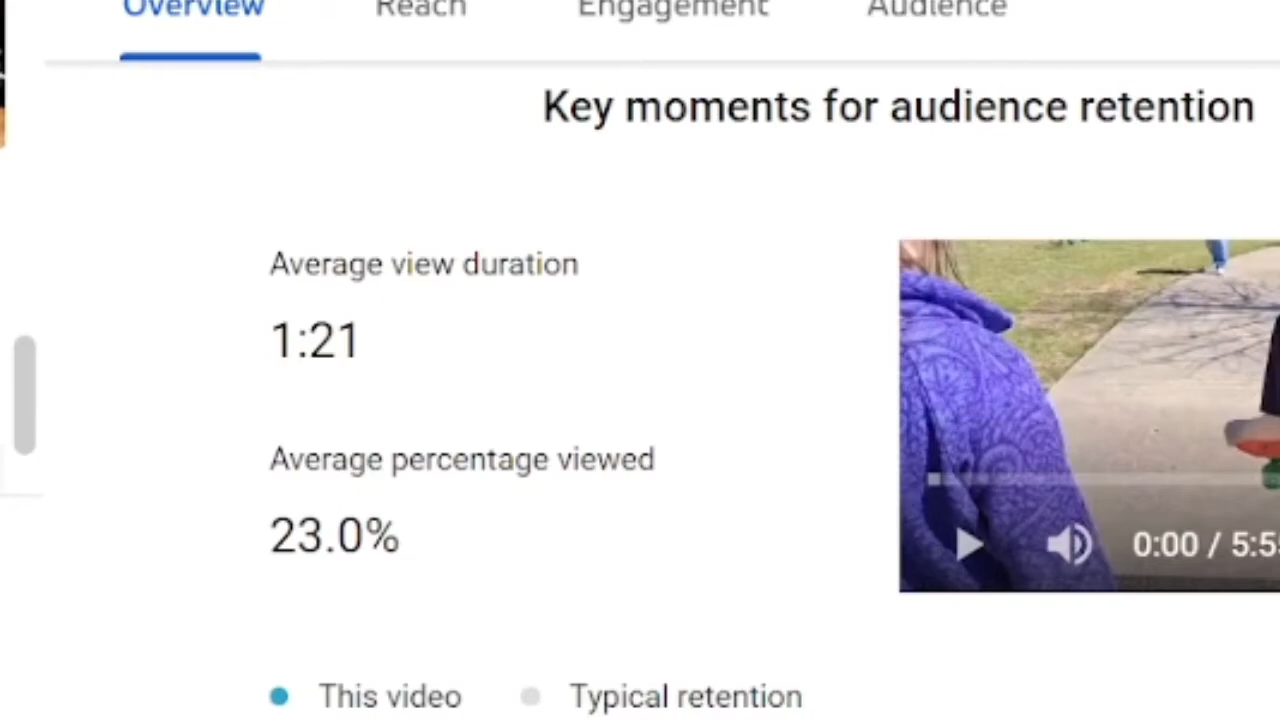 Overview Reach Engagement Audience
Key moments for audience retention
Average view duration
1:21
Average percentage viewed
23.0%
0:00 / 5:5
This video Typical retention